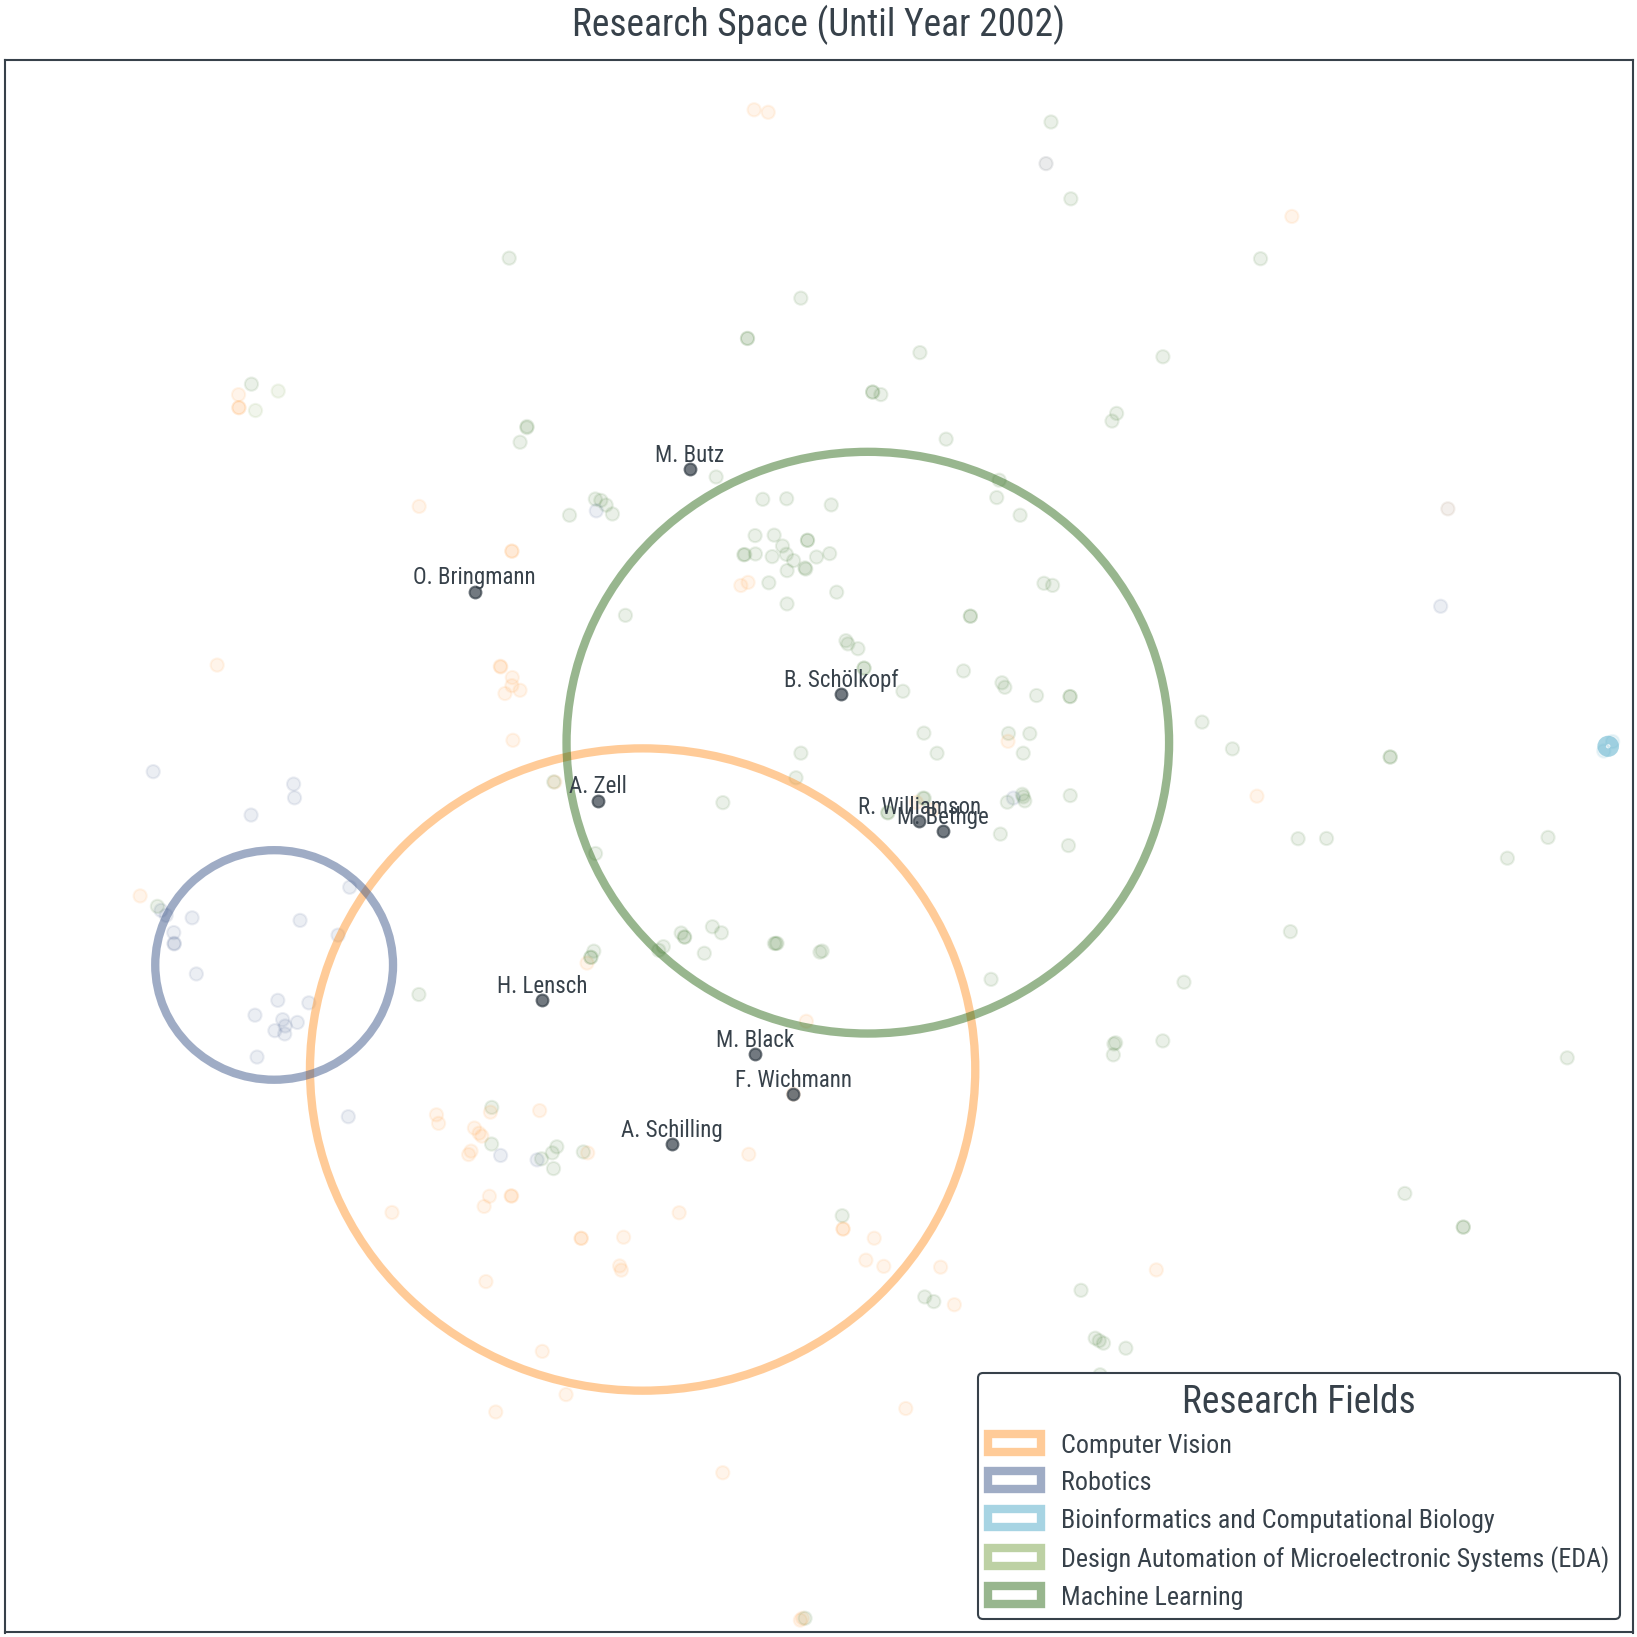 Research Space (Until Year 2002)
M. Butz
O. Bringmann
B. Schölkopf
A. Zell
R. Williamson
M. Bethge
H. Lensch
M. Black
F. Wichmann
A. Schilling
Research Fields
Computer Vision
Robotics
Bioinformatics and Computational Biology
Design Automation of Microelectronic Systems (EDA)
Machine Learning